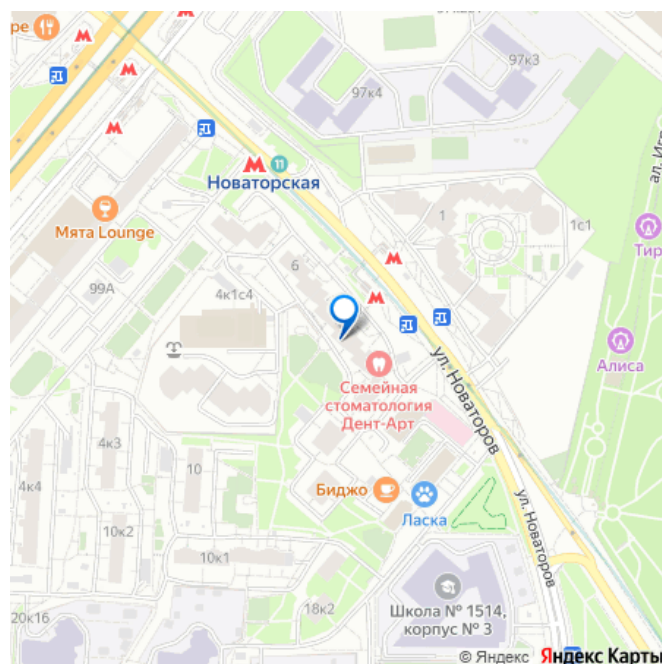 97к4
97к3
ал. Иг
11
Новаторская
Мята Lounge
1
1с1
Тир
6
99А
4к1с4
ул. Новаторов
Алиса
Семейная
стоматология
Дент-Арт
4к3
10
4к4
Биджо
Ласка
10к2
ул. Новаторов
10к1
18к2
Школа № 1514,
корпус № 3
20к16
© Яндекс Яндекс Карты